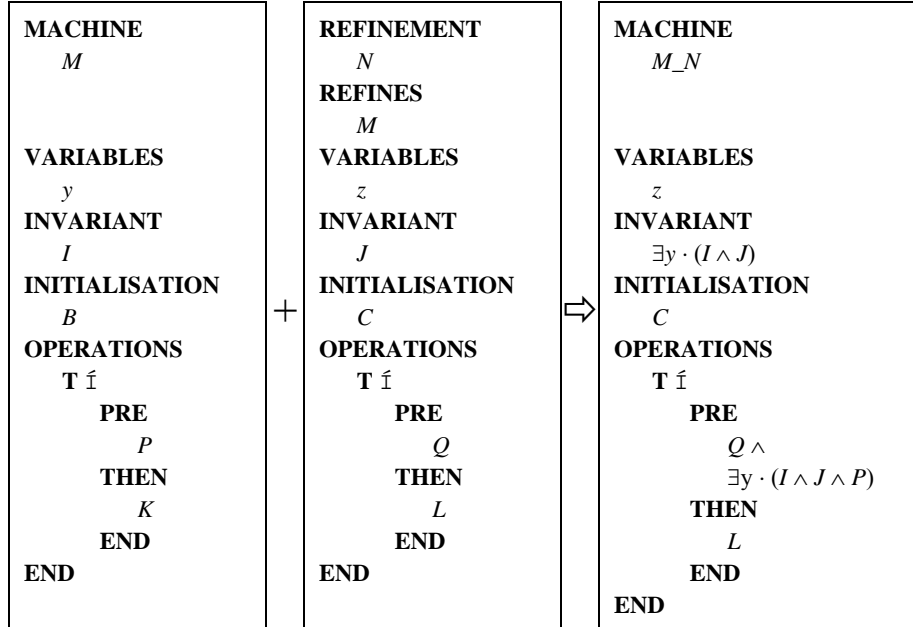 MACHINE
M
VARIABLES
y
INVARIANT
I
INITIALISATION
B
OPERATIONS
T Í
PRE
P
THEN
K
END
END
+
REFINEMENT
N
REFINES
M
VARIABLES
z
INVARIANT
J
INITIALISATION
C
OPERATIONS
T Í
PRE
Q
THEN
L
END
END
⇨
MACHINE
M_N
VARIABLES
z
INVARIANT
∃y · (I ∧ J)
INITIALISATION
C
OPERATIONS
T Í
PRE
Q ∧
∃y · (I ∧ J ∧ P)
THEN
L
END
END